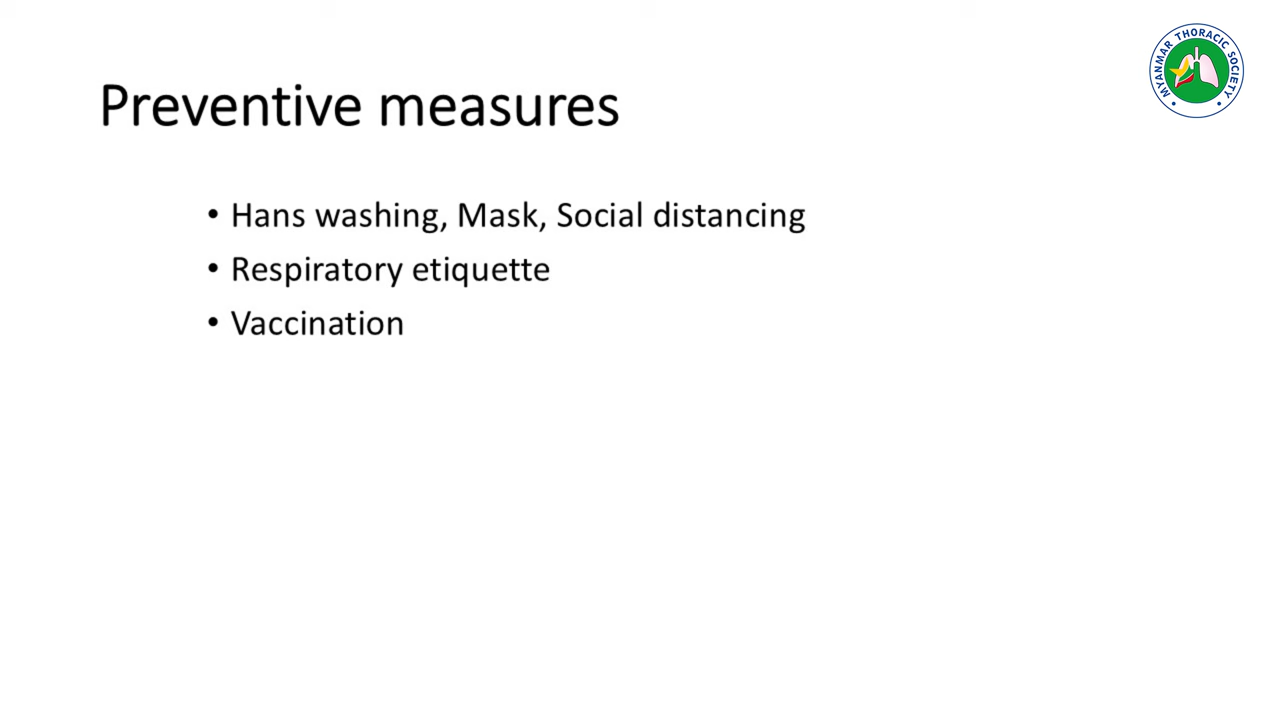 MYANMAR THORACIC SOCIETY
Preventive measures
• Hans washing, Mask, Social distancing
• Respiratory etiquette
• Vaccination